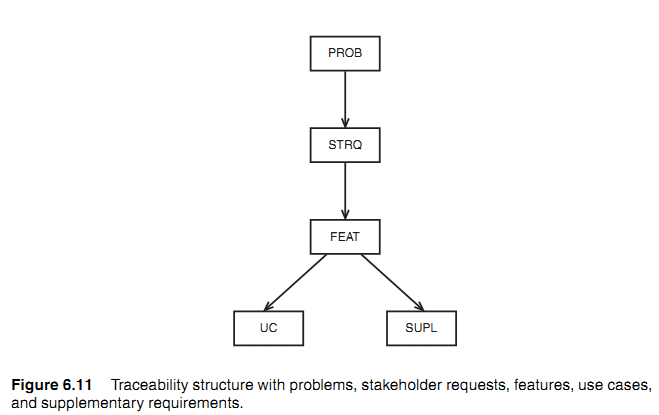 PROB
STRQ
FEAT
UC SUPL
Figure 6.11 Traceability structure with problems, stakeholder requests, features, use cases,
and supplementary requirements.